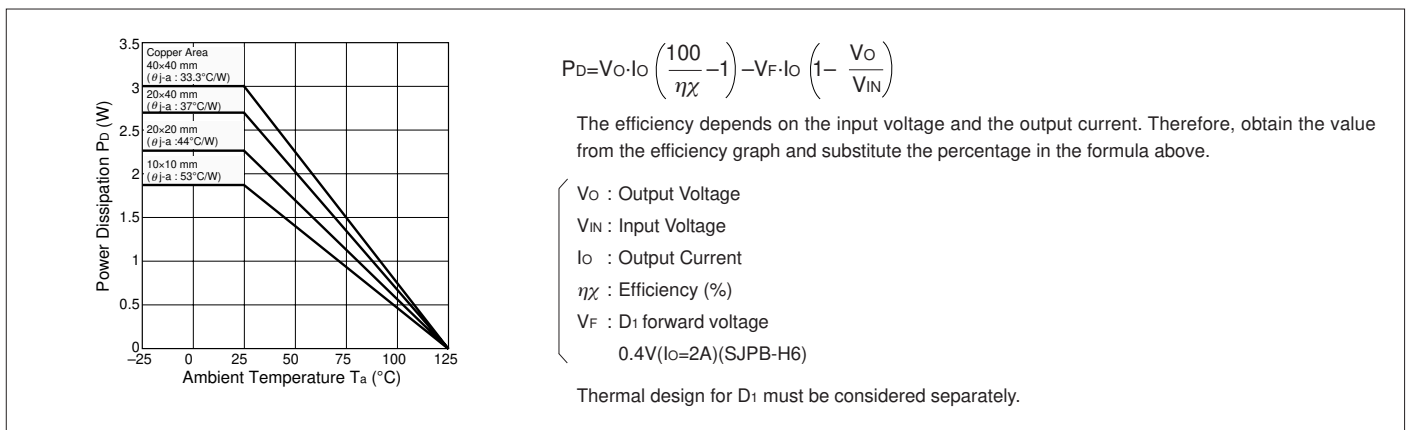 3.5
3
2.5
2
1.5
1
0.5
0
Power Dissipation PD (W)
Copper Area
40×40 mm
(θj-a : 33.3°C/W)
20×40 mm
(θj-a : 37°C/W)
20×20 mm
(θj-a :44°C/W)
10×10 mm
(θj-a : 53°C/W)
–25 0 25 50 75 100 125
Ambient Temperature Ta (°C)
PD=VO·IO (100/ηχ –1) –VF·IO (1– VO/VIN)
The efficiency depends on the input voltage and the output current. Therefore, obtain the value
from the efficiency graph and substitute the percentage in the formula above.
VO : Output Voltage
VIN : Input Voltage
IO : Output Current
ηχ : Efficiency (%)
VF : D1 forward voltage
0.4V(IO=2A)(SJPB-H6)
Thermal design for D1 must be considered separately.